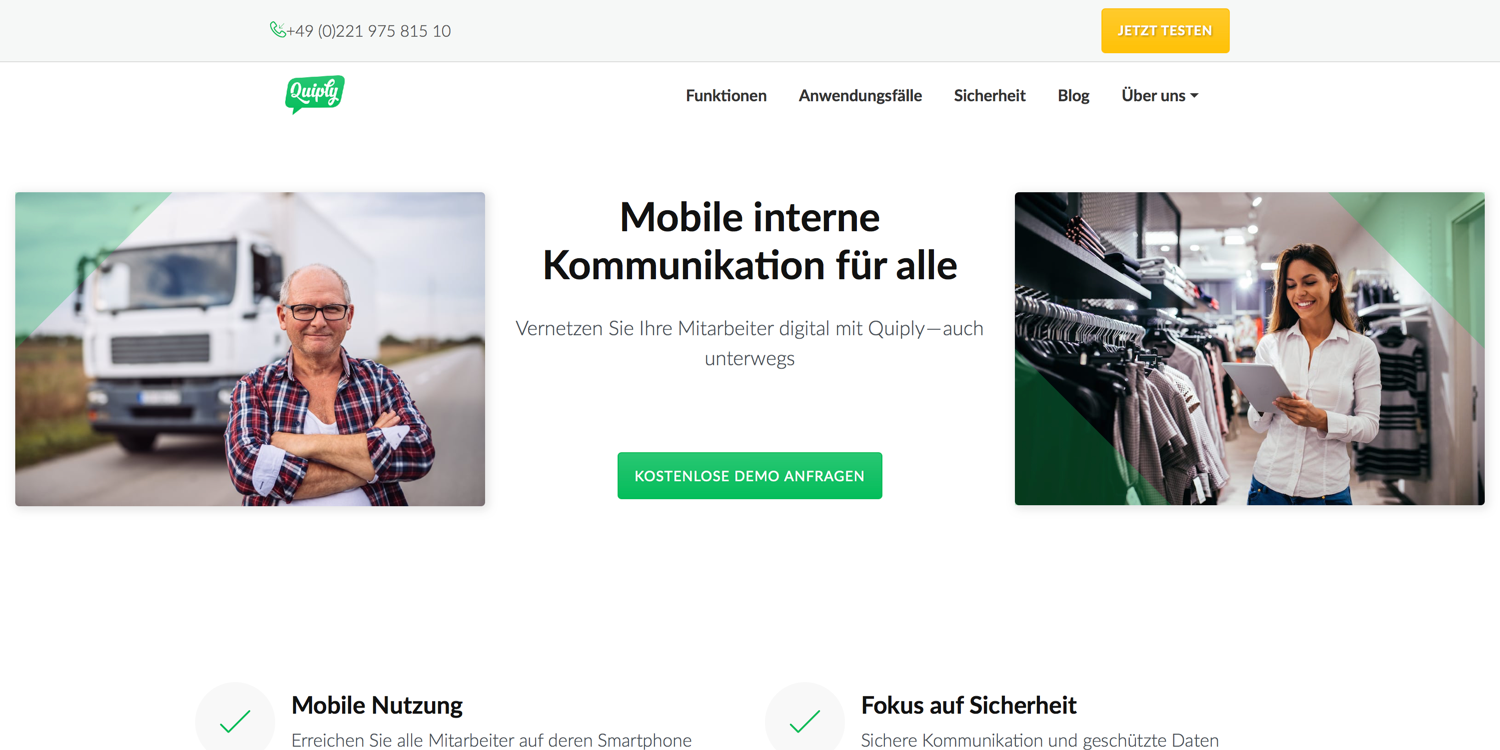 +49 (0)221 975 815 10
JETZT TESTEN
Quiply
Funktionen Anwendungsfälle Sicherheit Blog Über uns
Mobile interne
Kommunikation für alle
Vernetzen Sie Ihre Mitarbeiter digital mit Quiply—auch
unterwegs
KOSTENLOSE DEMO ANFRAGEN
Mobile Nutzung
Erreichen Sie alle Mitarbeiter auf deren Smartphone
Fokus auf Sicherheit
Sichere Kommunikation und geschützte Daten